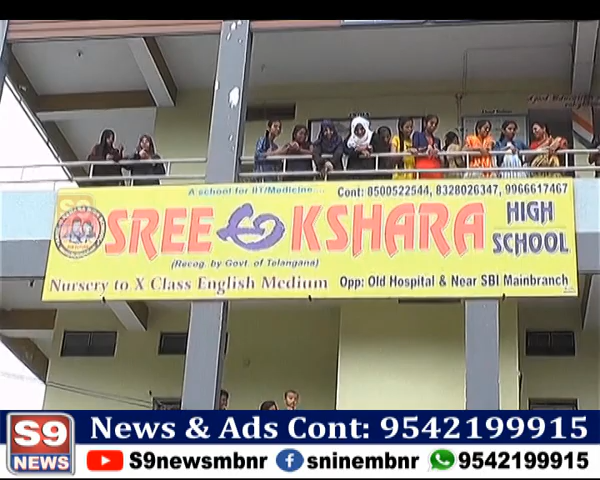 A school for IIT/Medicine....
Cont: 8500522544, 8328026347, 9966617467
SREE KSHARA HIGH SCHOOL
(Recog. by Govt. of Telangana)
Nursery to X Class English Medium
Opp: Old Hospital & Near SBI Mainbranch
S9 NEWS
News & Ads Cont: 9542199915
S9newsmbnr sninembnr 9542199915